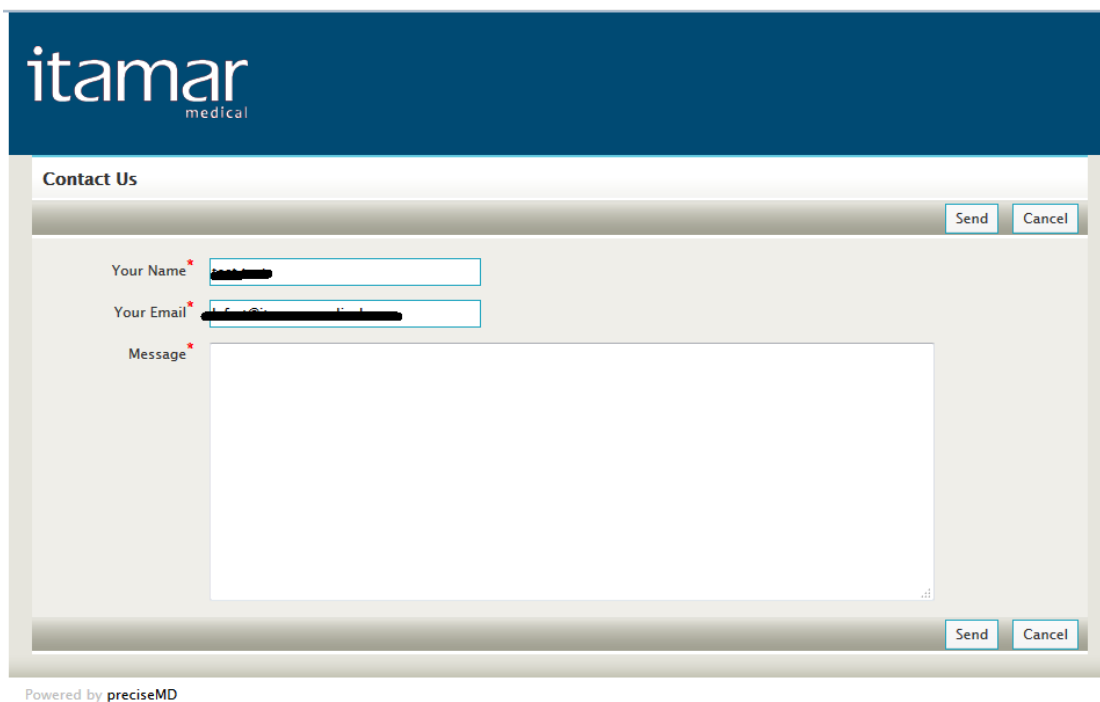 itamar
medical
Contact Us
Send Cancel
Your Name*
Your Email*
Message*
Send Cancel
Powered by preciseMD